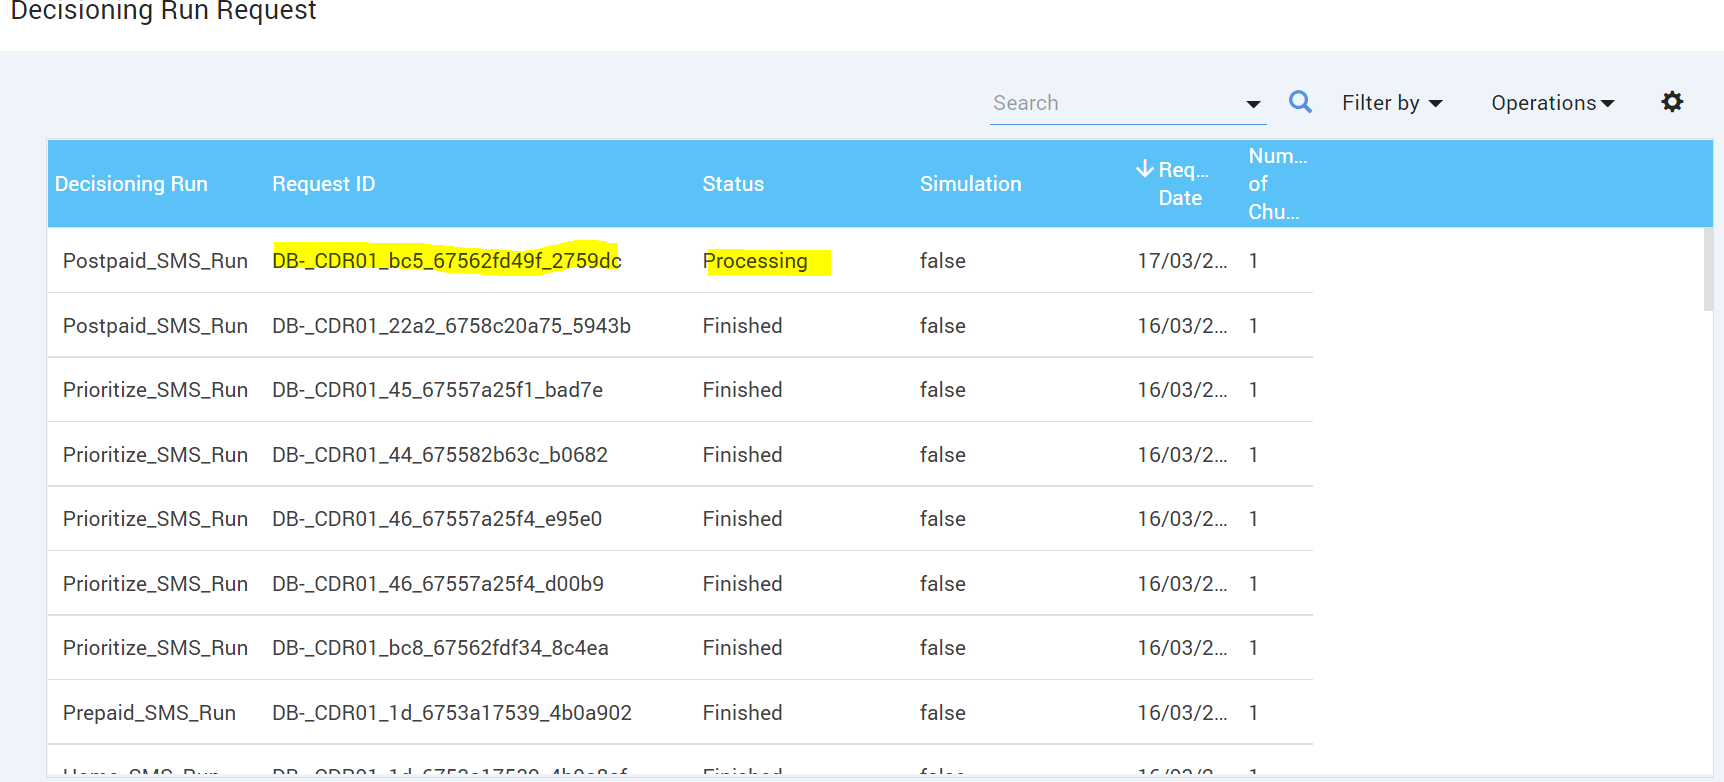 Decisioning Run Request
Search Filter by Operations
Decisioning Run Request ID Status Simulation Req... Date Num... of Chu...
Postpaid_SMS_Run DB-_CDR01_bc5_67562fd49f_2759dc Processing false 17/03/2... 1
Postpaid_SMS_Run DB-_CDR01_22a2_6758c20a75_5943b Finished false 16/03/2... 1
Prioritize_SMS_Run DB-_CDR01_45_67557a25f1_bad7e Finished false 16/03/2... 1
Prioritize_SMS_Run DB-_CDR01_44_675582b63c_b0682 Finished false 16/03/2... 1
Prioritize_SMS_Run DB-_CDR01_46_67557a25f4_e95e0 Finished false 16/03/2... 1
Prioritize_SMS_Run DB-_CDR01_46_67557a25f4_d00b9 Finished false 16/03/2... 1
Prioritize_SMS_Run DB-_CDR01_bc8_67562fdf34_8c4ea Finished false 16/03/2... 1
Prepaid_SMS_Run DB-_CDR01_1d_6753a17539_4b0a902 Finished false 16/03/2... 1